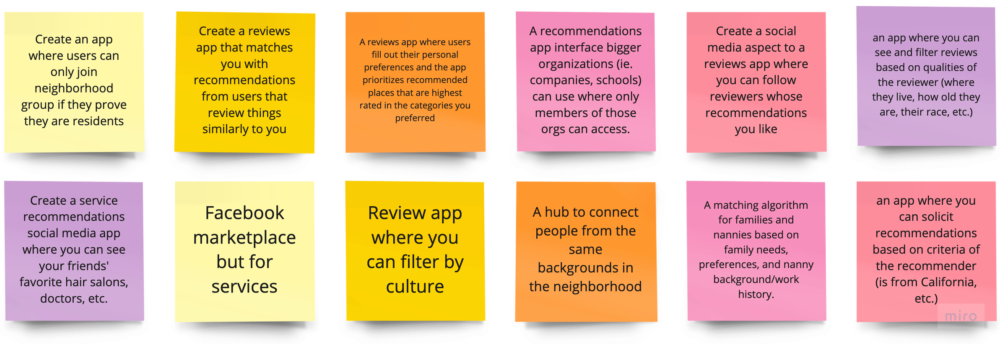 Create an app
where users can
only join
neighborhood
group if they prove
they are residents
Create a reviews
app that matches
you with
recommendations
from users that
review things
similarly to you
A reviews app where users
fill out their personal
preferences and the app
prioritizes recommended
places that are highest
rated in the categories you
preferred
A recommendations
app interface bigger
organizations (ie.
companies, schools)
can use where only
members of those
orgs can access.
Create a social
media aspect to a
reviews app where
you can follow
reviewers whose
recommendations
you like
an app where you can
see and filter reviews
based on qualities of
the reviewer (where
they live, how old they
are, their race, etc.)
Create a service
recommendations
social media app
where you can see
your friends'
favorite hair salons,
doctors, etc.
Facebook
marketplace
but for
services
Review app
where you
can filter by
culture
A hub to connect
people from the
same
backgrounds in
the neighborhood
A matching algorithm
for families and
nannies based on
family needs,
preferences, and nanny
background/work
history.
an app where you
can solicit
recommendations
based on criteria of
the recommender
(is from California,
etc.)
miro